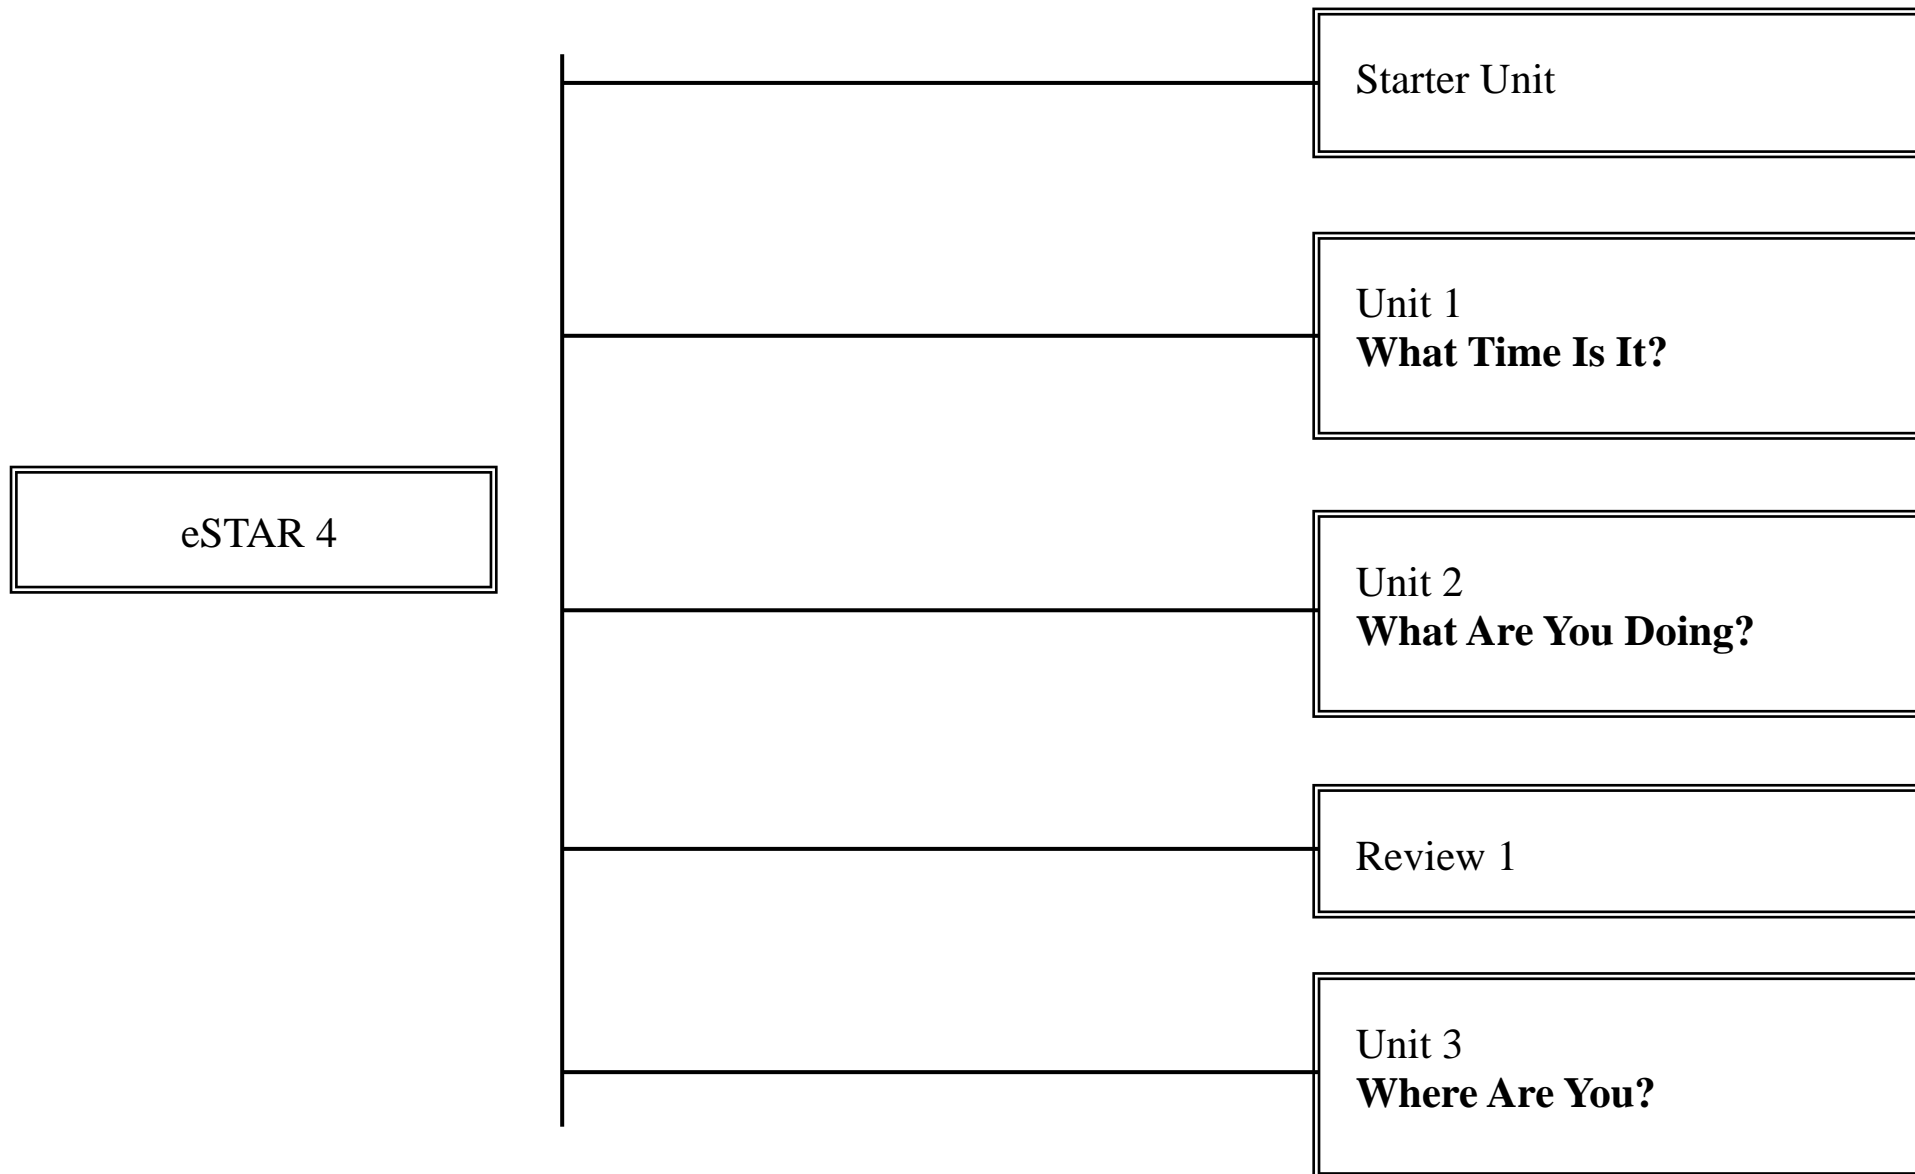 eSTAR 4
Starter Unit
Unit 1
What Time Is It?
Unit 2
What Are You Doing?
Review 1
Unit 3
Where Are You?